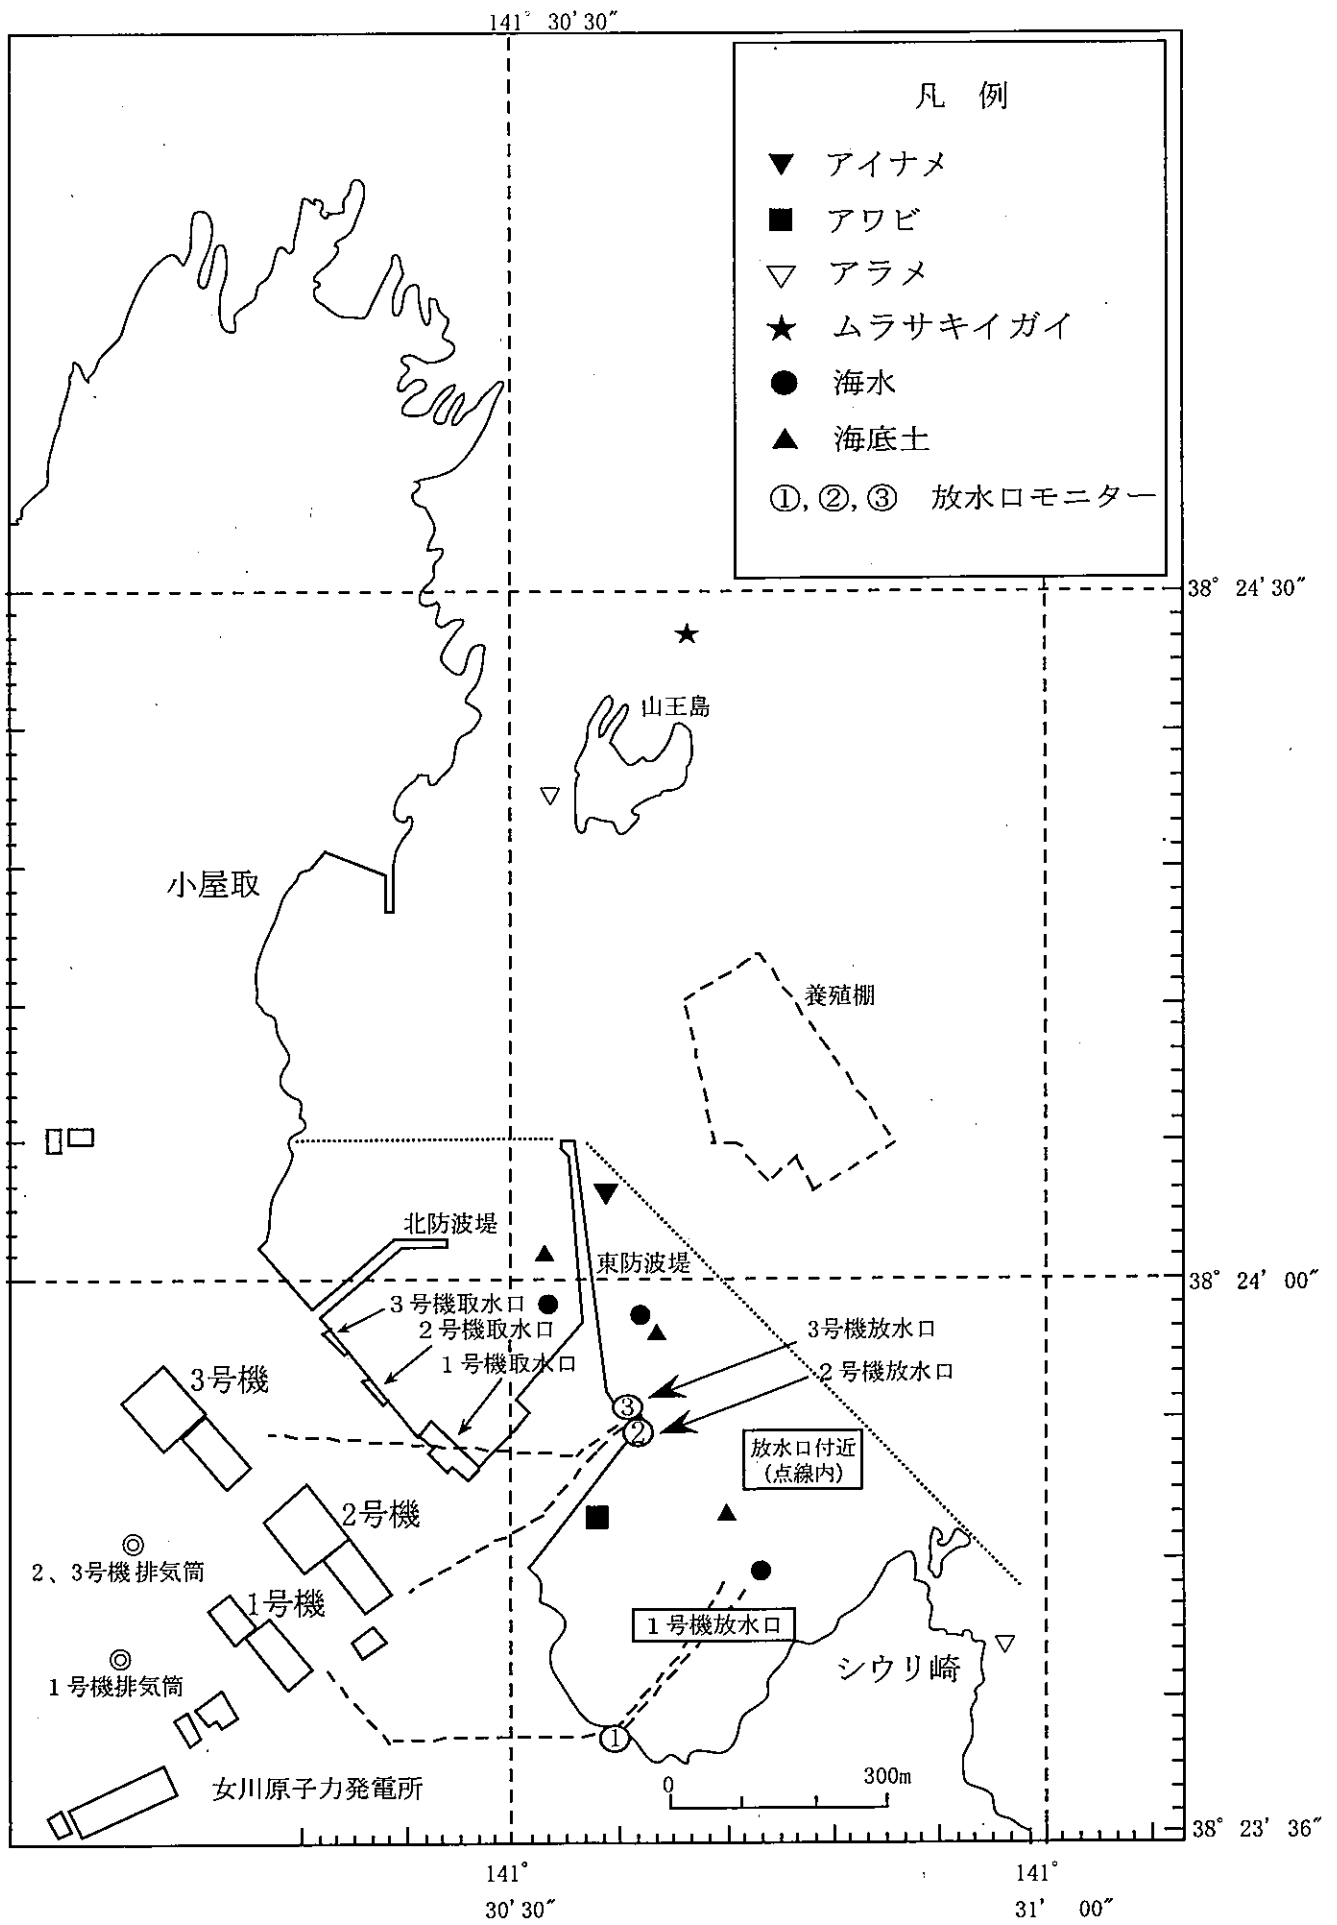 141° 30′30″
凡 例
アイナメ
アワビ
アラメ
ムラサキイガイ
海水
海底土
①, ②, ③ 放水口モニター
38° 24′30″
山王島
小屋取
養殖棚
北防波堤
東防波堤
38° 24′00″
3号機取水口
2号機取水口
1号機取水口
3号機放水口
2号機放水口
3号機
③
②
放水口付近
(点線内)
2号機
2、3号機排気筒
1号機
1号機放水口
シウリ崎
1号機排気筒
①
女川原子力発電所
0 300m
38° 23′36″
141°
30′30″
141°
31′ 00″